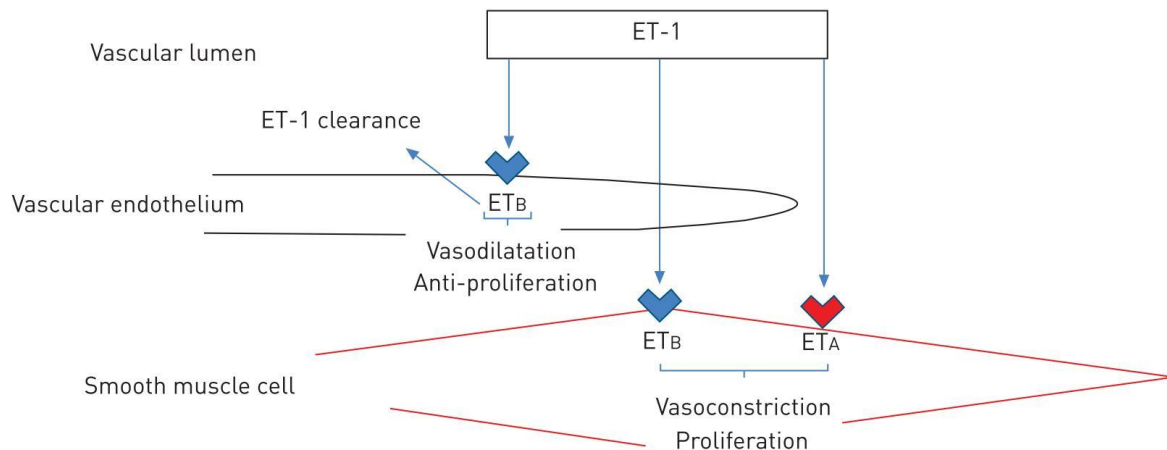 ET-1
Vascular lumen
ET-1 clearance
Vascular endothelium
ETB
Vasodilatation
Anti-proliferation
ETB
ETA
Smooth muscle cell
Vasoconstriction
Proliferation